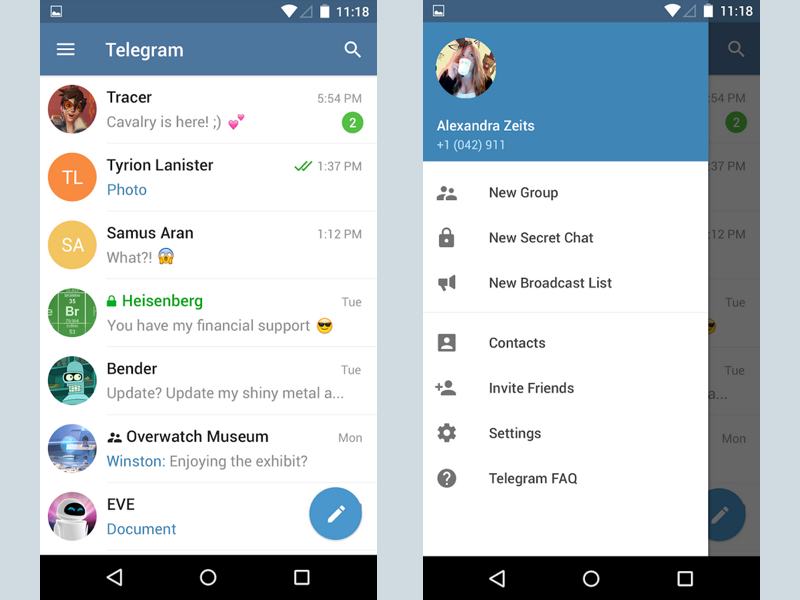 11:18
Telegram
Tracer 5:54 PM
Cavalry is here! ;) 💕 2
TL
Tyrion Lanister 1:37 PM
Photo
SA
Samus Aran 1:12 PM
What?! 😱
Br
35
Heisenberg Tue
You have my financial support 😎
Bender Tue
Update? Update my shiny metal a...
Overwatch Museum Mon
Winston: Enjoying the exhibit?
EVE
Document
11:18
Alexandra Zeits
+1 (042) 911
New Group
New Secret Chat
New Broadcast List
Contacts
Invite Friends
Settings
Telegram FAQ
:54 PM
2
:37 PM
:12 PM
Tue
Tue
a...
Mon